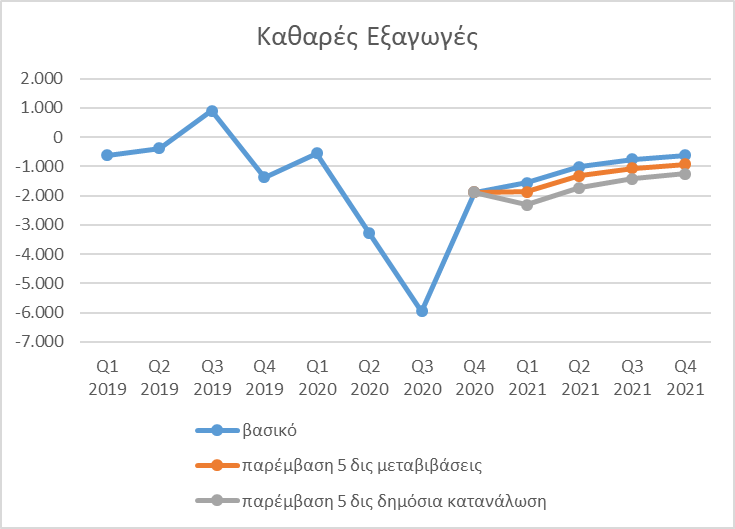 Καθαρές Εξαγωγές
2.000
1.000
0
-1.000
-2.000
-3.000
-4.000
-5.000
-6.000
-7.000
Q1 Q2 Q3 Q4 Q1 Q2 Q3 Q4 Q1 Q2 Q3 Q4
2019 2019 2019 2019 2020 2020 2020 2020 2021 2021 2021 2021
βασικό
παρέμβαση 5 δις μεταβιβάσεις
παρέμβαση 5 δις δημόσια κατανάλωση